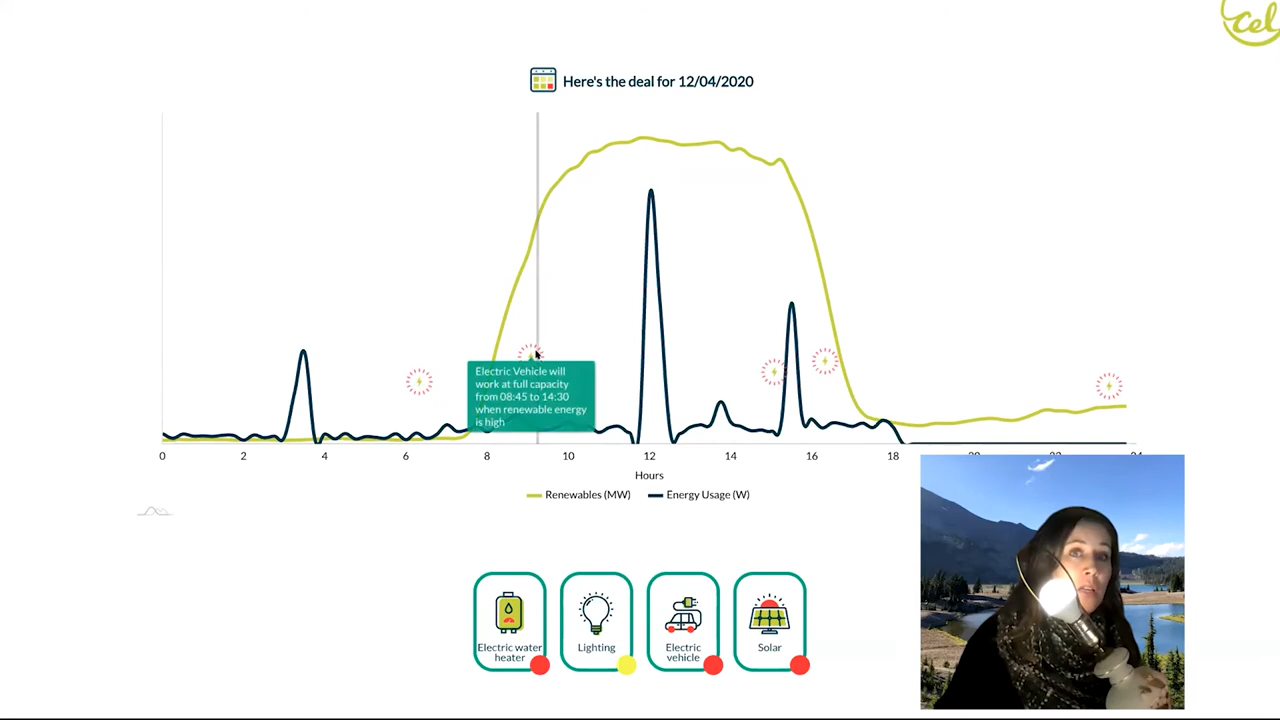 Cel
Here's the deal for 12/04/2020
Electric Vehicle will
work at full capacity
from 08:45 to 14:30
when renewable energy
is high
0 2 4 6 8 10 12 14 16 18
Hours
Renewables (MW) Energy Usage (W)
Electric water
heater
Lighting
Electric
vehicle
Solar